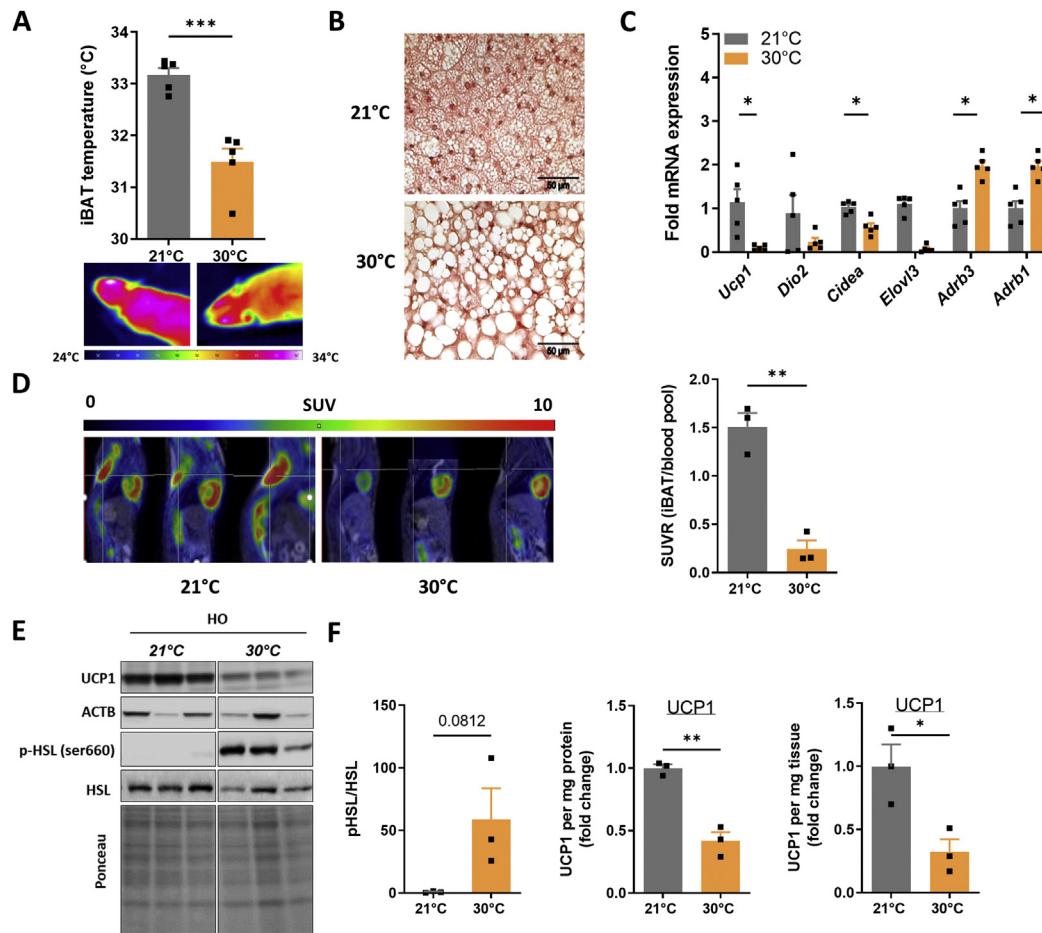 A
***
iBAT temperature (°C)
34
33
32
31
30
21°C
30°C
24°C
34°C
B
21°C
50 µm
30°C
50 µm
C
21°C
30°C
Fold mRNA expression
5
4
3
2
1
0
*
*
*
*
Ucp1
Dio2
Cidea
Elovl3
Adrb3
Adrb1
D
0
SUV
10
21°C
30°C
SUVR (iBAT/blood pool)
2.0
1.5
1.0
0.5
0.0
**
21°C
30°C
E
HO
21°C
30°C
UCP1
ACTB
p-HSL (ser660)
HSL
Ponceau
F
pHSL/HSL
150
100
50
0
0.0812
21°C
30°C
UCP1
UCP1 per mg protein
(fold change)
1.5
1.0
0.5
0.0
**
21°C
30°C
UCP1
UCP1 per mg tissue
(fold change)
1.5
1.0
0.5
0.0
*
21°C
30°C